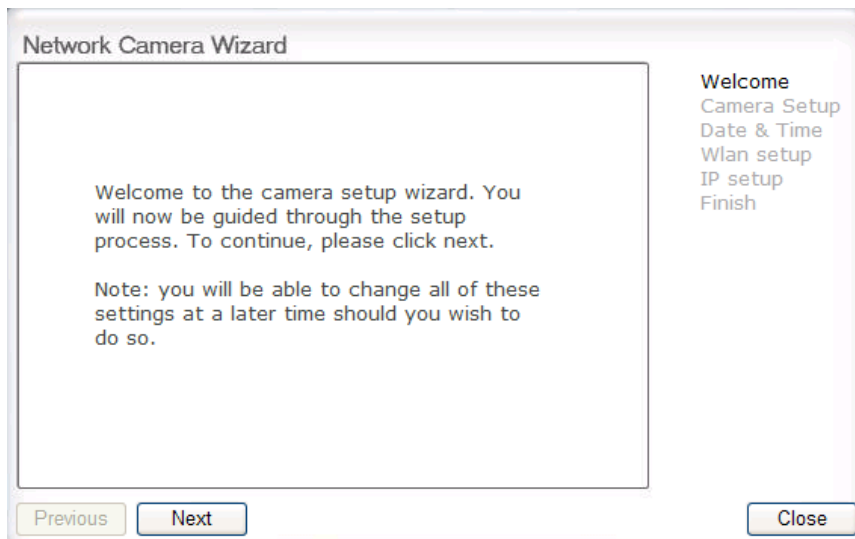 Network Camera Wizard
Welcome to the camera setup wizard. You
will now be guided through the setup
process. To continue, please click next.
Note: you will be able to change all of these
settings at a later time should you wish to
do so.
Welcome
Camera Setup
Date & Time
Wlan setup
IP setup
Finish
Previous
Next
Close